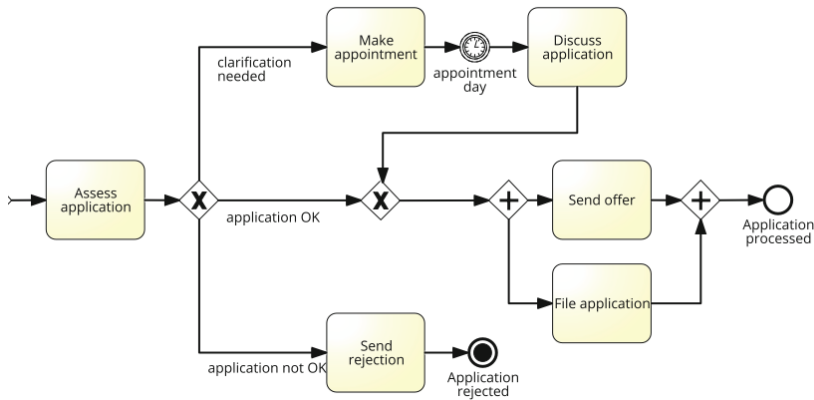 Make
appointment
Discuss
application
clarification
needed
appointment
day
Assess
application
X
application OK
X
Send offer
Application
processed
File application
application not OK
Send
rejection
Application
rejected